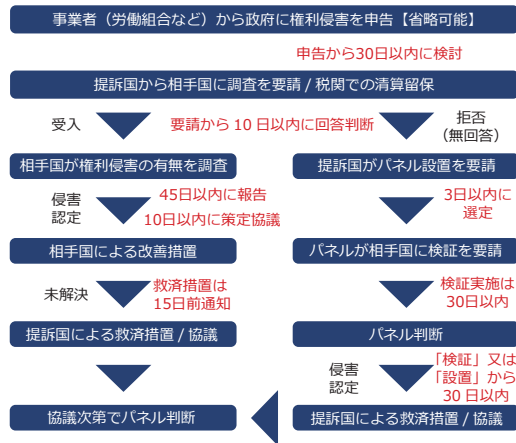 事業者（労働組合など）から政府に権利侵害を申告【省略可能】
申告から30日以内に検討
提訴国から相手国に調査を要請 / 税関での清算留保
受入
要請から 10 日以内に回答判断
拒否
（無回答）
相手国が権利侵害の有無を調査
提訴国がパネル設置を要請
侵害
認定
45日以内に報告
10日以内に策定協議
3日以内に
選定
相手国による改善措置
パネルが相手国に検証を要請
未解決
救済措置は
15日前通知
検証実施は
30日以内
提訴国による救済措置 / 協議
パネル判断
侵害
認定
「検証」又は
「設置」から
30 日以内
協議次第でパネル判断
提訴国による救済措置 / 協議